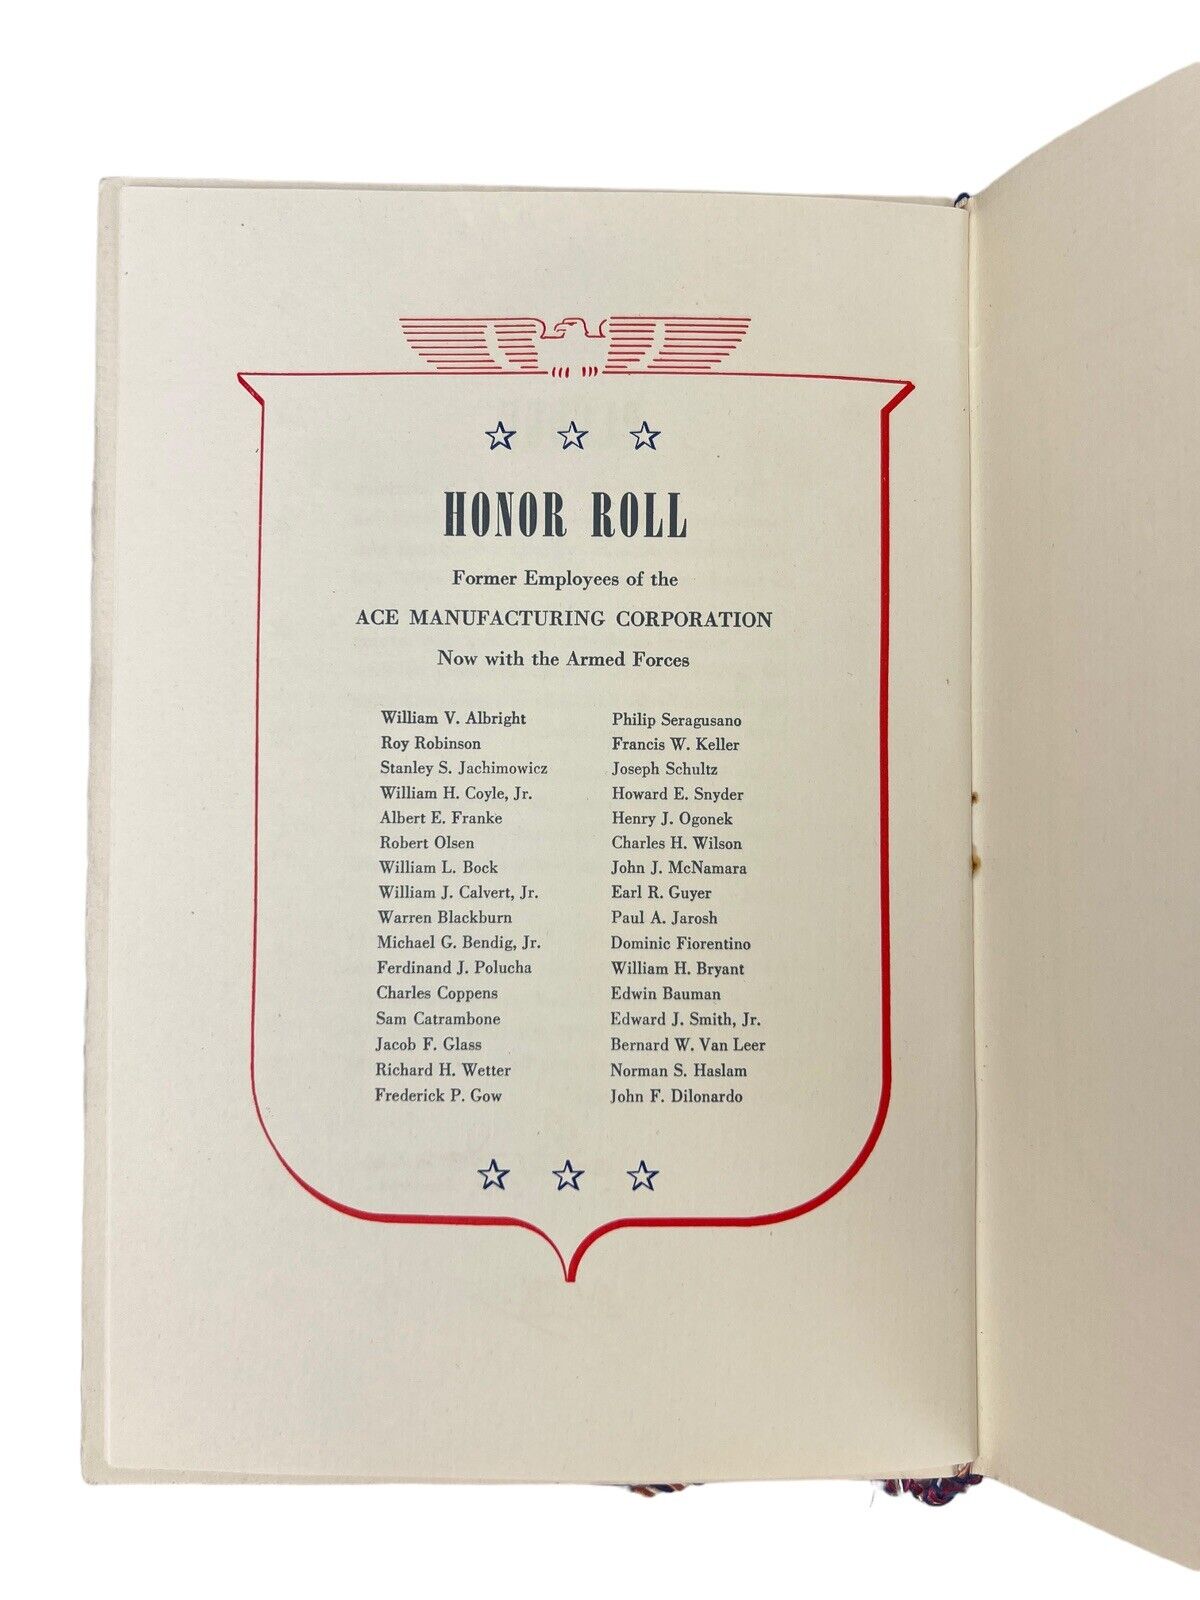 HONOR ROLL
Former Employees of the
ACE MANUFACTURING CORPORATION
Now with the Armed Forces
William V. Albright
Roy Robinson
Stanley S. Jachimowicz
William H. Coyle, Jr.
Albert E. Franke
Robert Olsen
William L. Bock
William J. Calvert, Jr.
Warren Blackburn
Michael G. Bendig, Jr.
Ferdinand J. Polucha
Charles Coppens
Sam Catrambone
Jacob F. Glass
Richard H. Wetter
Frederick P. Gow
Philip Seragusano
Francis W. Keller
Joseph Schultz
Howard E. Snyder
Henry J. Ogonek
Charles H. Wilson
John J. McNamara
Earl R. Guyer
Paul A. Jarosh
Dominic Fiorentino
William H. Bryant
Edwin Bauman
Edward J. Smith, Jr.
Bernard W. Van Leer
Norman S. Haslam
John F. Dilonardo